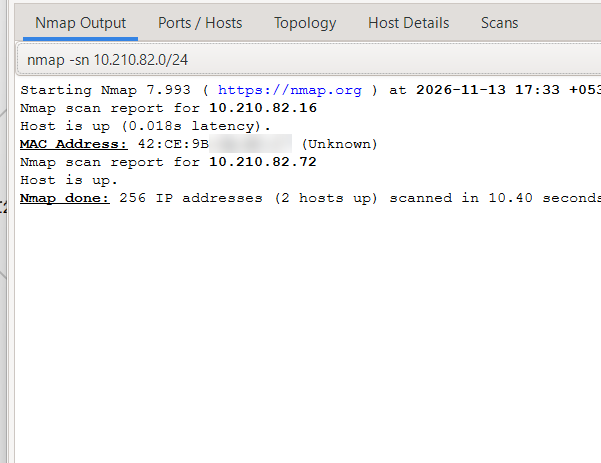 Nmap Output Ports / Hosts Topology Host Details Scans
nmap -sn 10.210.82.0/24
Starting Nmap 7.993 ( https://nmap.org ) at 2026-11-13 17:33 +053
Nmap scan report for 10.210.82.16
Host is up (0.018s latency).
MAC Address: 42:CE:9B (Unknown)
Nmap scan report for 10.210.82.72
Host is up.
Nmap done: 256 IP addresses (2 hosts up) scanned in 10.40 seconds